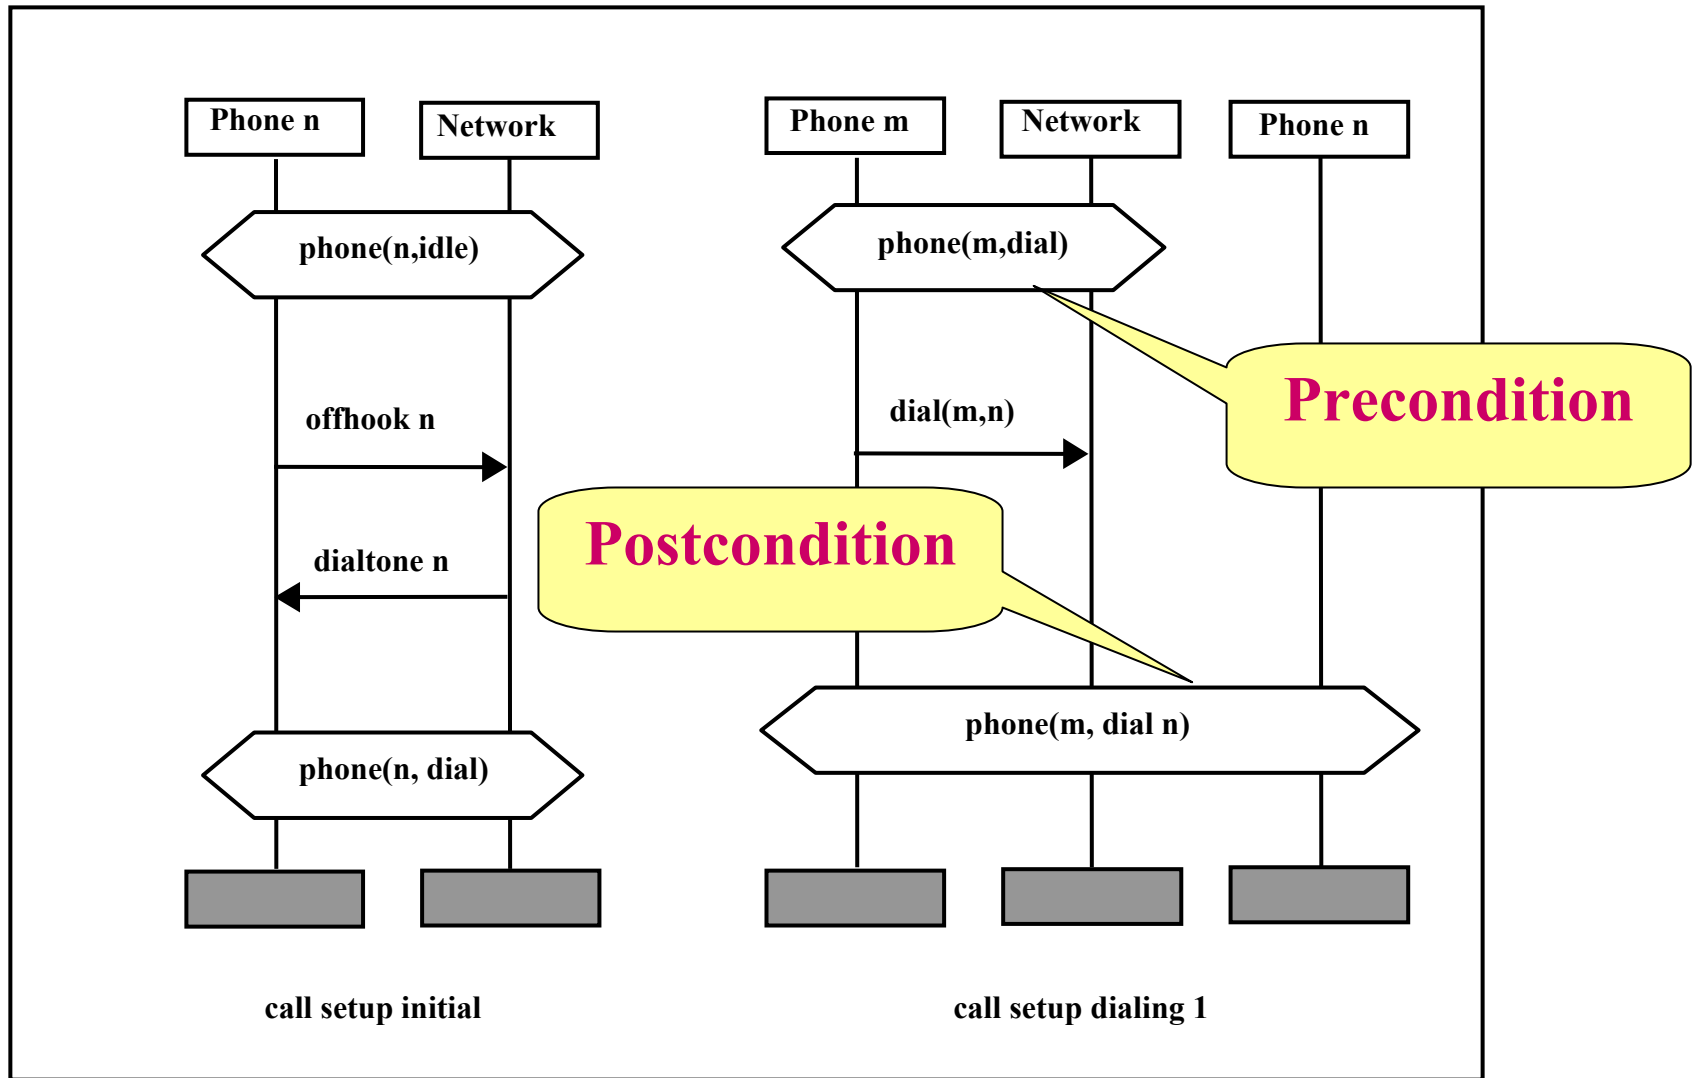 Phone n
Network
phone(n,idle)
offhook n
dialtone n
phone(n, dial)
call setup initial
Phone m
Network
Phone n
phone(m,dial)
Precondition
dial(m,n)
Postcondition
phone(m, dial n)
call setup dialing 1